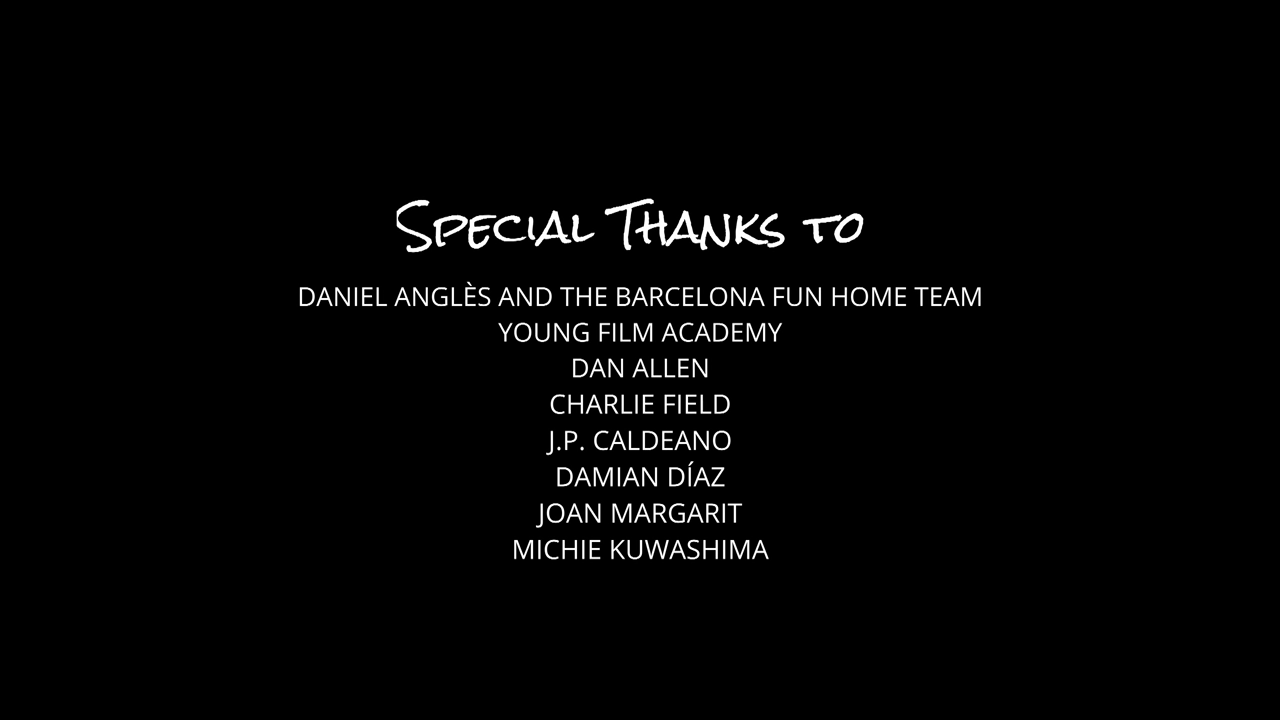 Special Thanks to
DANIEL ANGLÈS AND THE BARCELONA FUN HOME TEAM
YOUNG FILM ACADEMY
DAN ALLEN
CHARLIE FIELD
J.P. CALDEANO
DAMIAN DÍAZ
JOAN MARGARIT
MICHIE KUWASHIMA